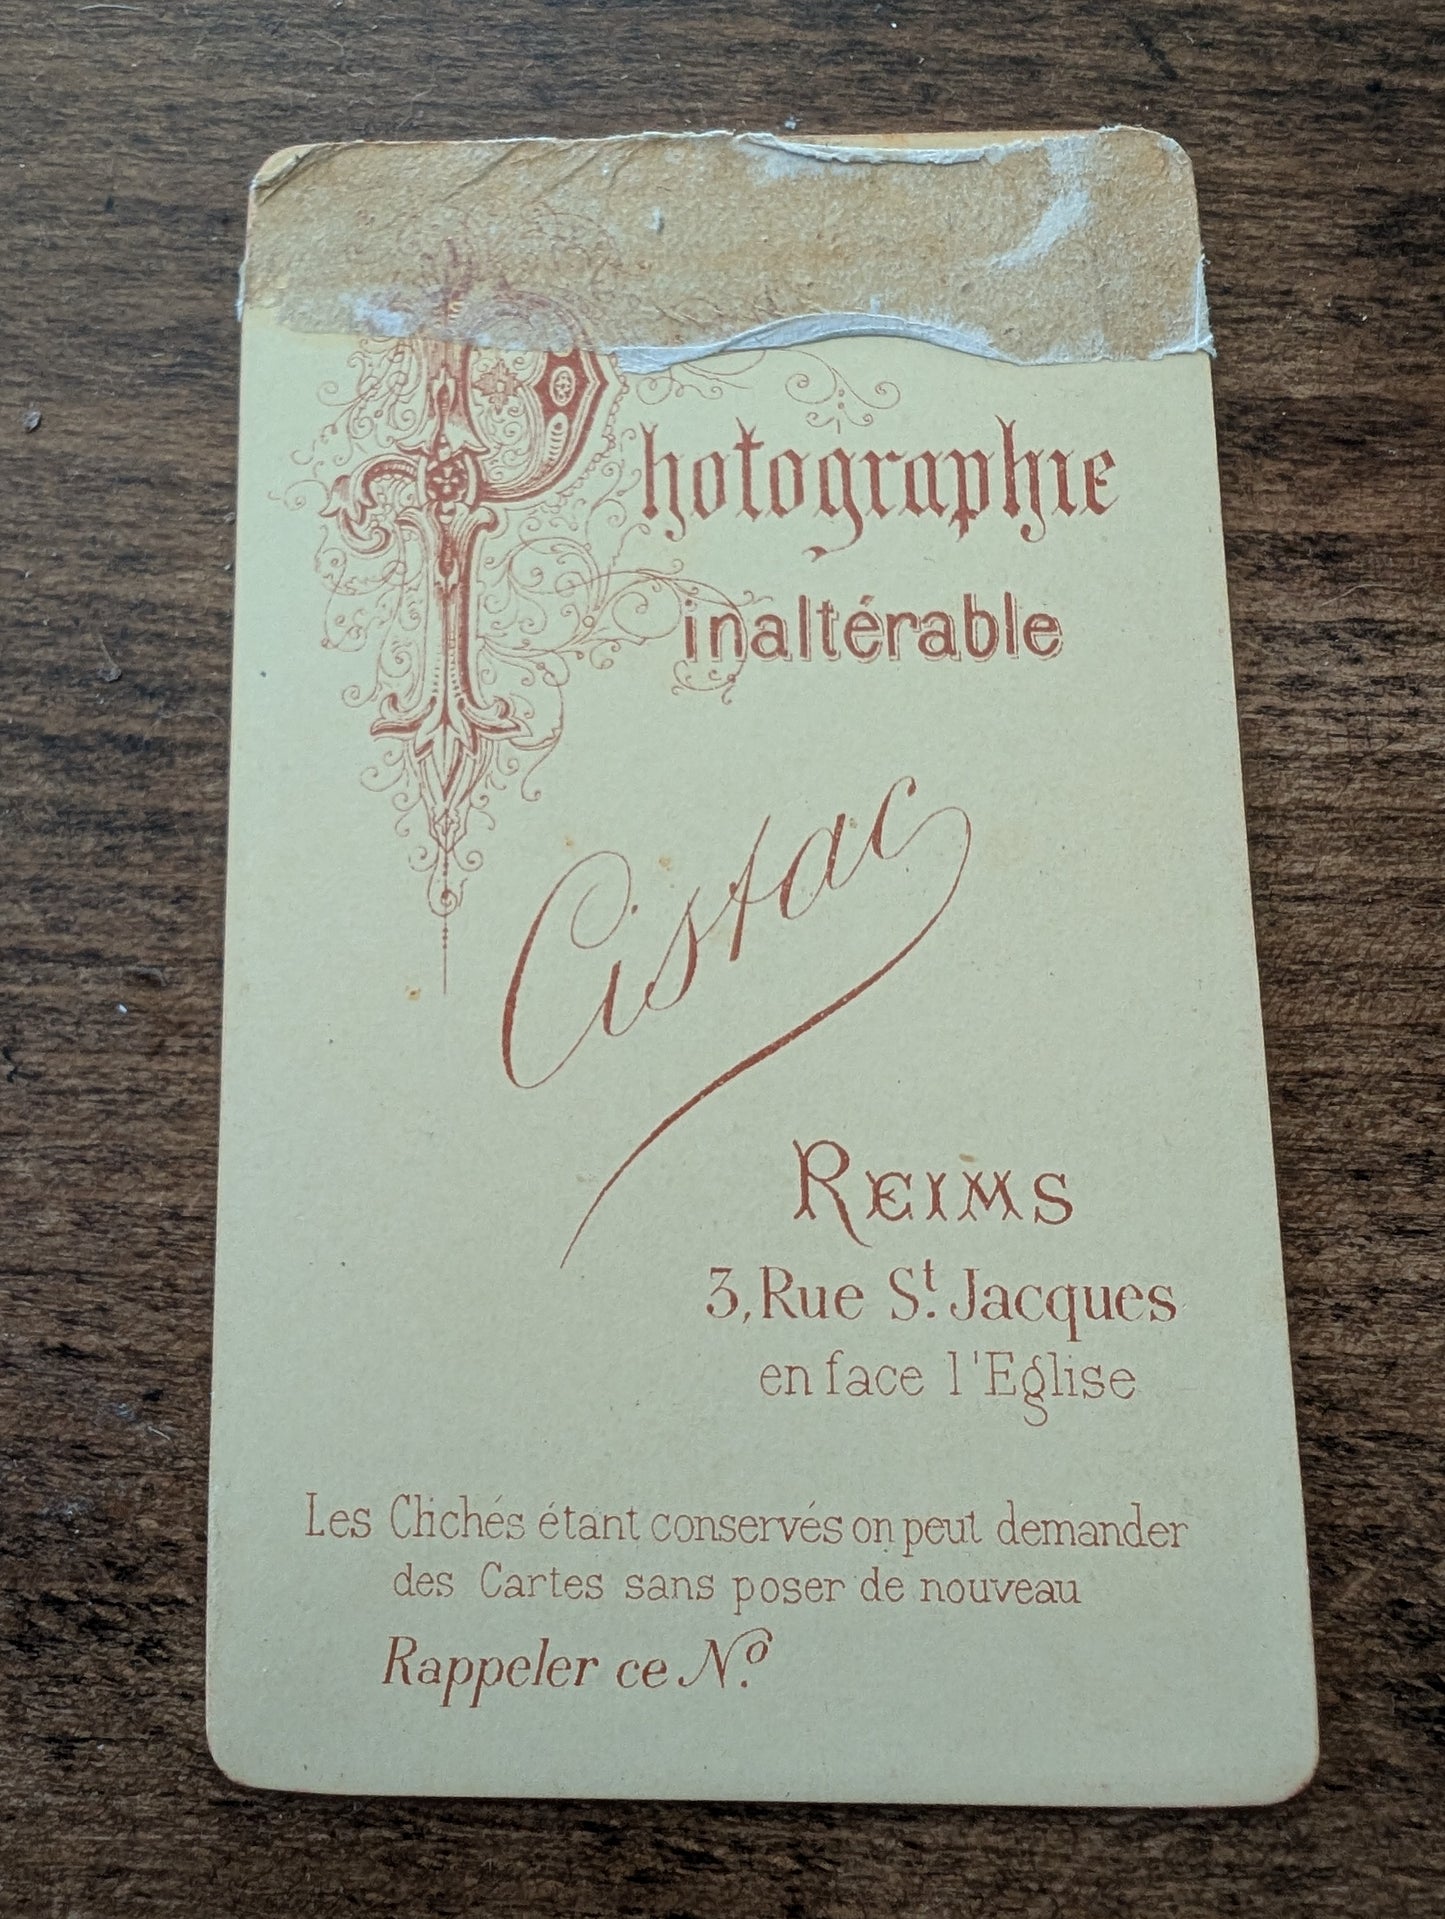 Photographie
inaltérable
Cistac
REIMS
3, Rue St. Jacques
en face l'Eglise
Les Clichés étant conservés on peut demander
des Cartes sans poser de nouveau
Rappeler ce No.